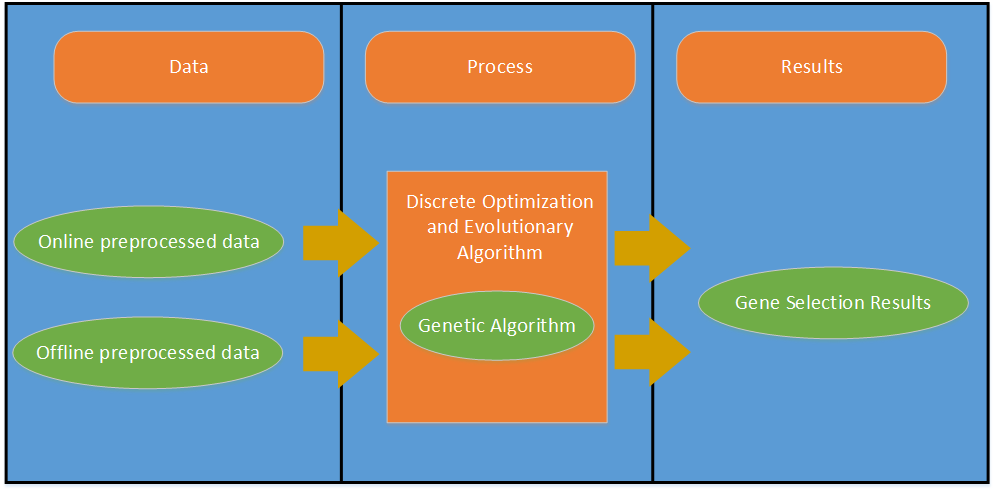 Data
Process
Results
Online preprocessed data
Offline preprocessed data
Discrete Optimization
and Evolutionary
Algorithm
Genetic Algorithm
Gene Selection Results